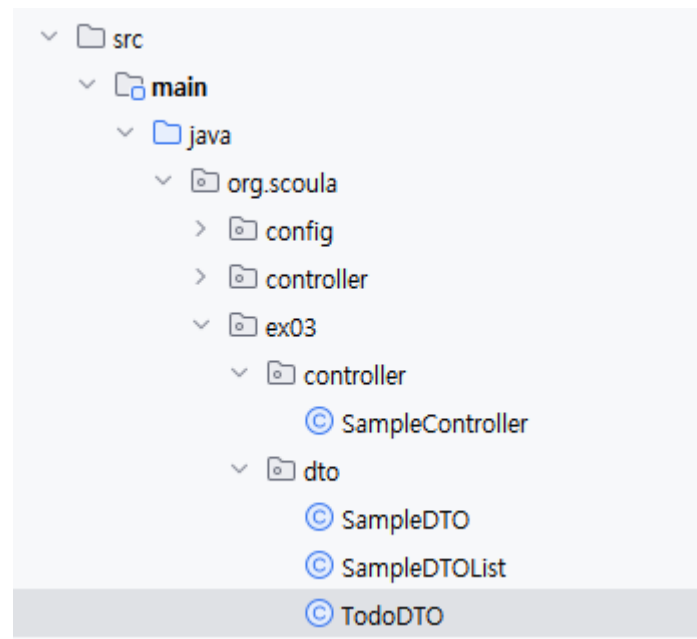 src
main
java
org.scoula
config
controller
ex03
controller
C SampleController
dto
C SampleDTO
C SampleDTOList
C TodoDTO